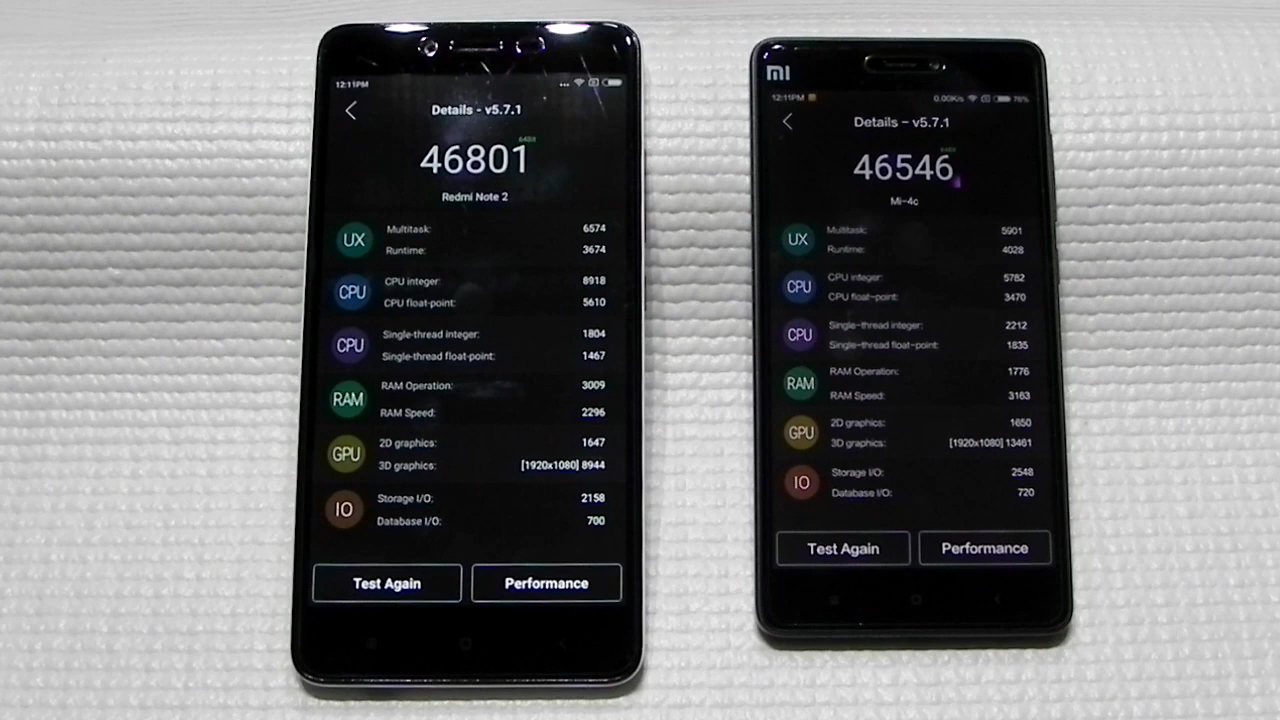 12:11PM
Details - v5.7.1
64Bit
46801
Redmi Note 2
UX
Multitask: 6574
Runtime: 3674
CPU
CPU integer: 8918
CPU float-point: 5610
CPU
Single-thread integer: 1804
Single-thread float-point: 1467
RAM
RAM Operation: 3009
RAM Speed: 2296
GPU
2D graphics: 1647
3D graphics: [1920x1080] 8944
IO
Storage I/O: 2158
Database I/O: 700
Test Again Performance
MI
12:11PM 0.00K/s 76%
Details - v5.7.1
64Bit
46546
Mi-4c
UX
Multitask: 5901
Runtime: 4028
CPU
CPU integer: 5782
CPU float-point: 3470
CPU
Single-thread integer: 2212
Single-thread float-point: 1835
RAM
RAM Operation: 1776
RAM Speed: 3163
GPU
2D graphics: 1650
3D graphics: [1920x1080] 13461
IO
Storage I/O: 2548
Database I/O: 720
Test Again Performance